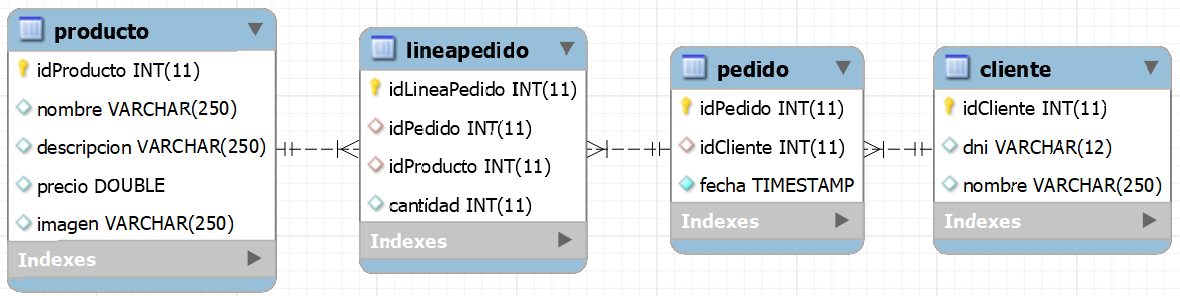 producto
idProducto INT(11)
nombre VARCHAR(250)
descripcion VARCHAR(250)
precio DOUBLE
imagen VARCHAR(250)
Indexes
lineapedido
idLineaPedido INT(11)
idPedido INT(11)
idProducto INT(11)
cantidad INT(11)
Indexes
pedido
idPedido INT(11)
idCliente INT(11)
fecha TIMESTAMP
Indexes
cliente
idCliente INT(11)
dni VARCHAR(12)
nombre VARCHAR(250)
Indexes